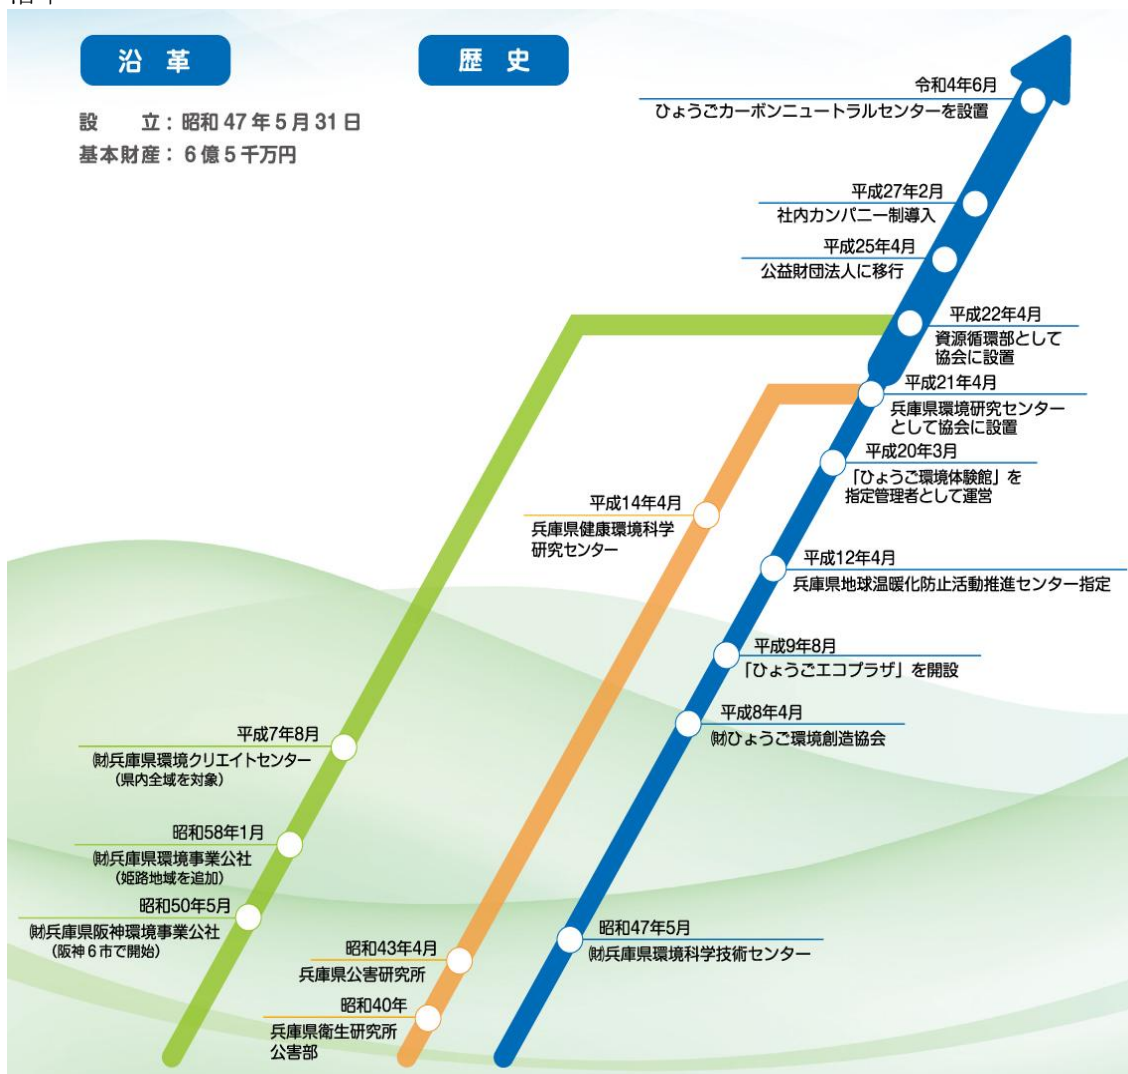 沿 革
歴 史
設 立：昭和47年5月31日
基本財産：6億5千万円
令和4年6月
ひょうごカーボンニュートラルセンターを設置
平成27年2月
社内カンパニー制導入
平成25年4月
公益財団法人に移行
平成22年4月
資源循環部として
協会に設置
平成21年4月
兵庫県環境研究センター
として協会に設置
平成20年3月
「ひょうご環境体験館」を
指定管理者として運営
平成14年4月
兵庫県健康環境科学
研究センター
平成12年4月
兵庫県地球温暖化防止活動推進センター指定
平成9年8月
「ひょうごエコプラザ」を開設
平成8年4月
㈶ひょうご環境創造協会
平成7年8月
㈶兵庫県環境クリエイトセンター
（県内全域を対象）
昭和58年1月
㈶兵庫県環境事業公社
（姫路地域を追加）
昭和50年5月
㈶兵庫県阪神環境事業公社
（阪神6市で開始）
昭和43年4月
兵庫県公害研究所
昭和40年
兵庫県衛生研究所
公害部
昭和47年5月
㈶兵庫県環境科学技術センター